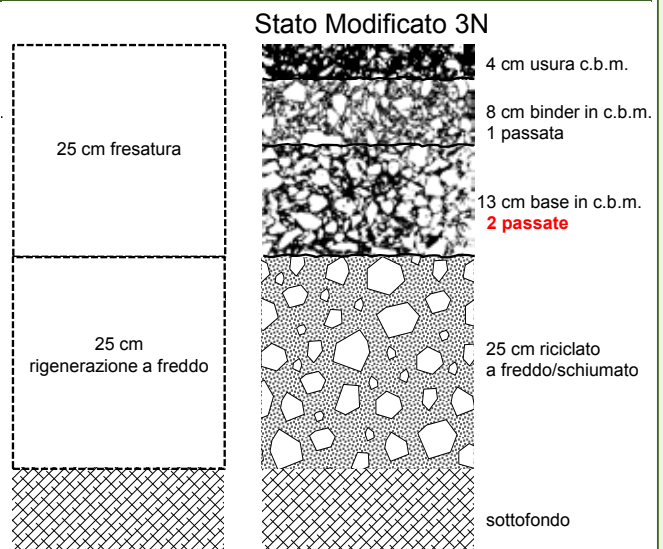 Stato Modificato 3N
25 cm fresatura
25 cm
rigenerazione a freddo
4 cm usura c.b.m.
8 cm binder in c.b.m.
1 passata
13 cm base in c.b.m.
2 passate
25 cm riciclato
a freddo/schiumato
sottofondo